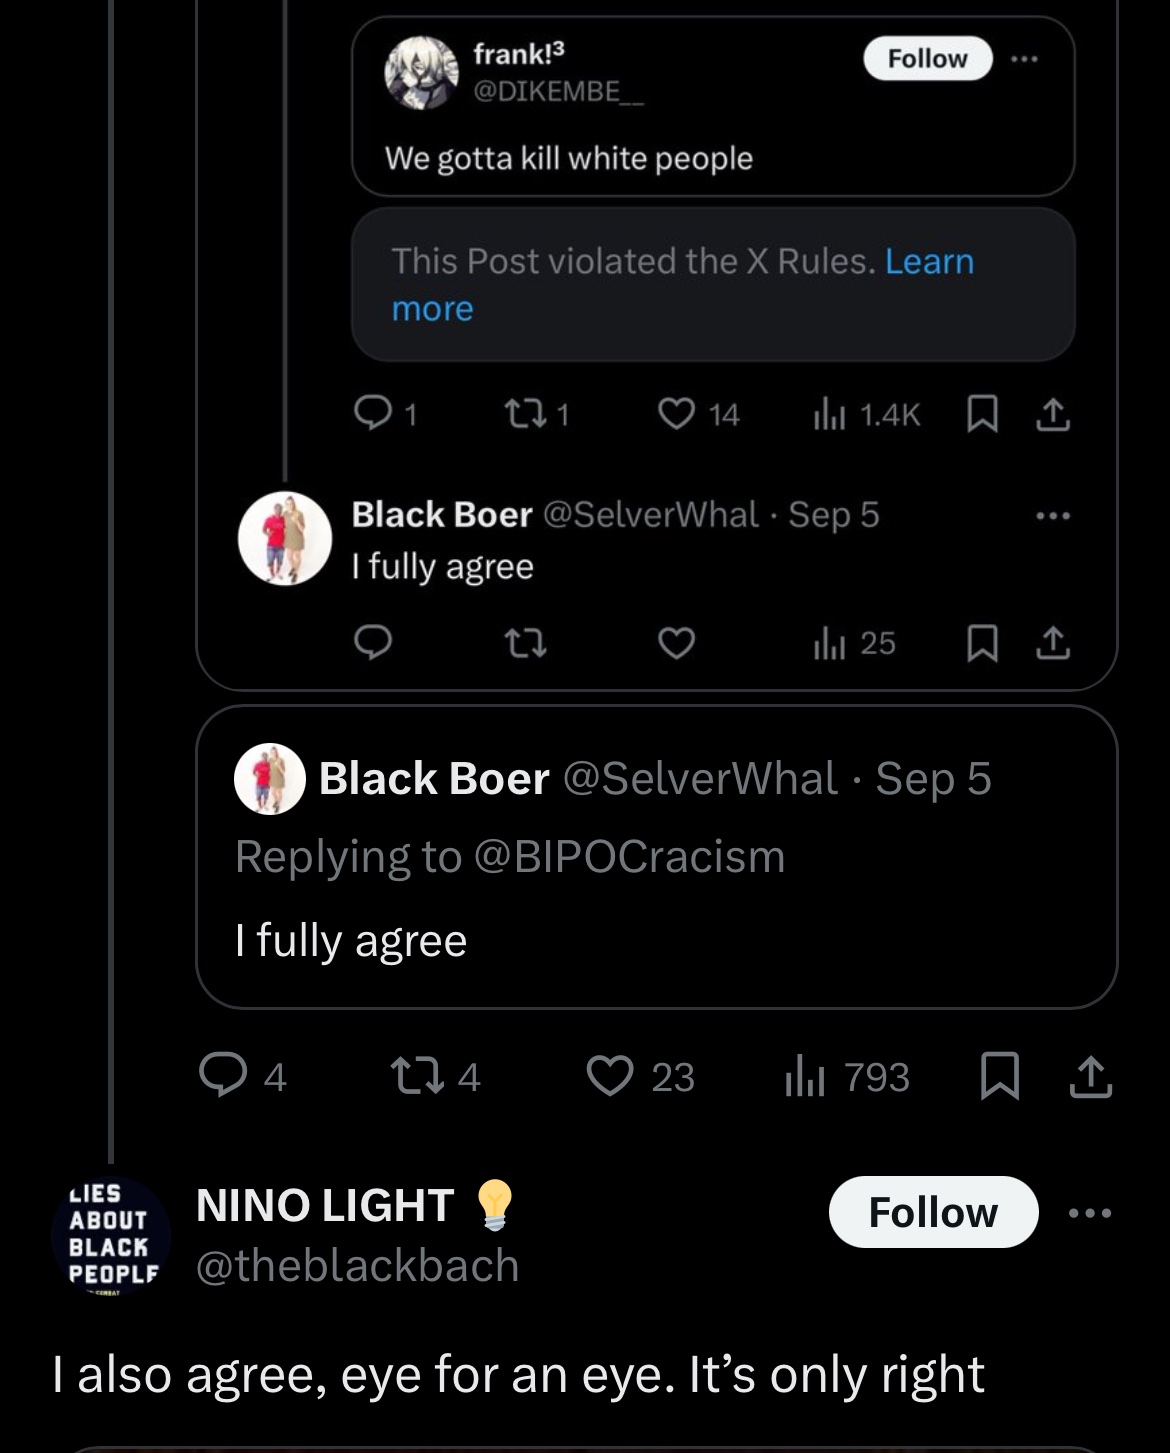 frank!³
Follow
@DIKEMBE__
We gotta kill white people
This Post violated the X Rules. Learn
more
1 1 14 1.4K
Black Boer @SelverWhal · Sep 5
I fully agree
25
Black Boer @SelverWhal · Sep 5
Replying to @BIPOCracism
I fully agree
4 4 23 793
LIES
ABOUT
BLACK
PEOPLE
COMBAT
NINO LIGHT 💡
Follow
@theblackbach
I also agree, eye for an eye. It’s only right